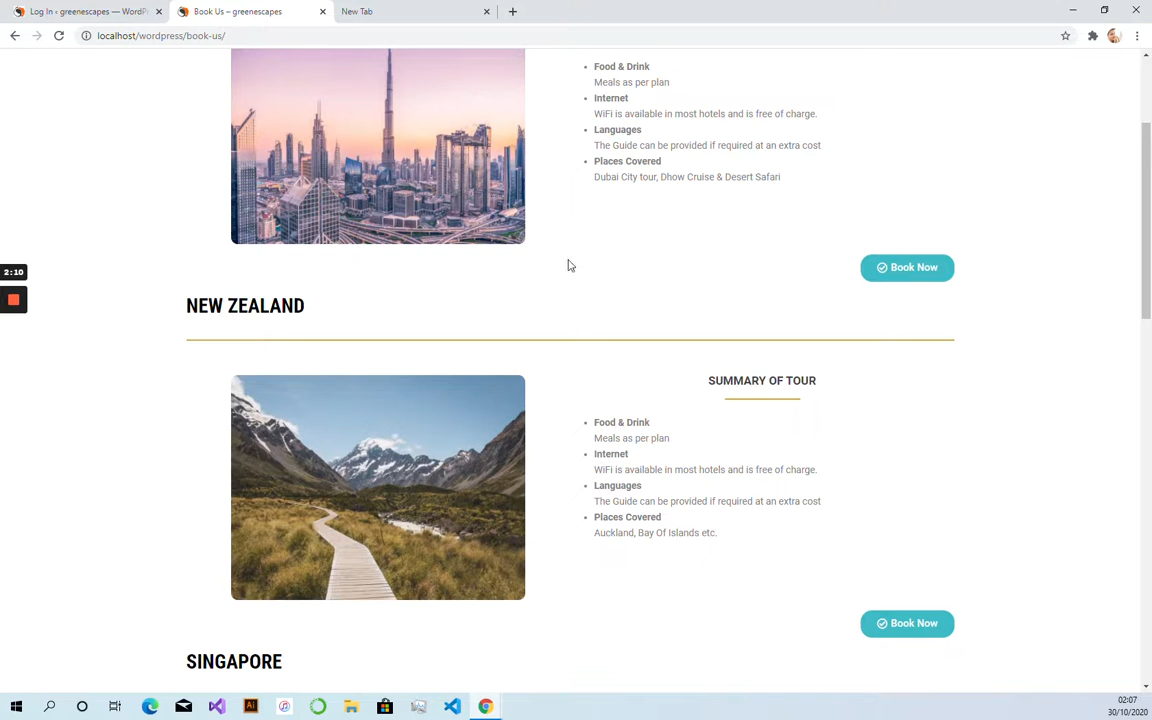 Log In ‹ greenescapes — WordPr
Book Us – greenescapes
New Tab
localhost/wordpress/book-us/
Food & Drink
Meals as per plan
Internet
WiFi is available in most hotels and is free of charge.
Languages
The Guide can be provided if required at an extra cost
Places Covered
Dubai City tour, Dhow Cruise & Desert Safari
2:10
Book Now
NEW ZEALAND
SUMMARY OF TOUR
Food & Drink
Meals as per plan
Internet
WiFi is available in most hotels and is free of charge.
Languages
The Guide can be provided if required at an extra cost
Places Covered
Auckland, Bay Of Islands etc.
Book Now
SINGAPORE
Ai
02:07
30/10/2020